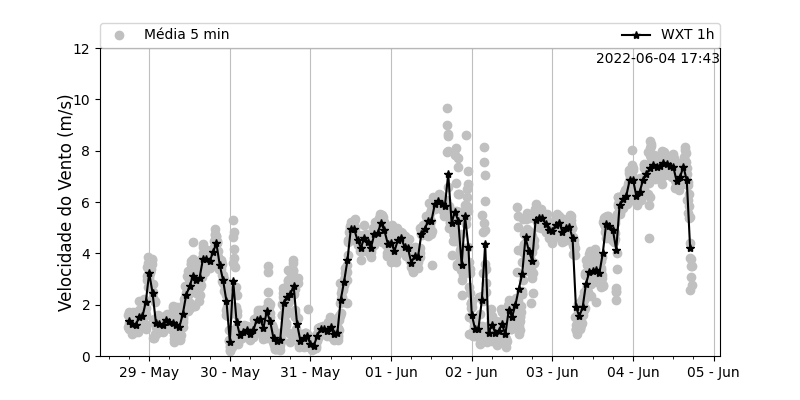 Média 5 min
WXT 1h
2022-06-04 17:43
Velocidade do Vento (m/s)
12
10
8
6
4
2
0
29 - May
30 - May
31 - May
01 - Jun
02 - Jun
03 - Jun
04 - Jun
05 - Jun